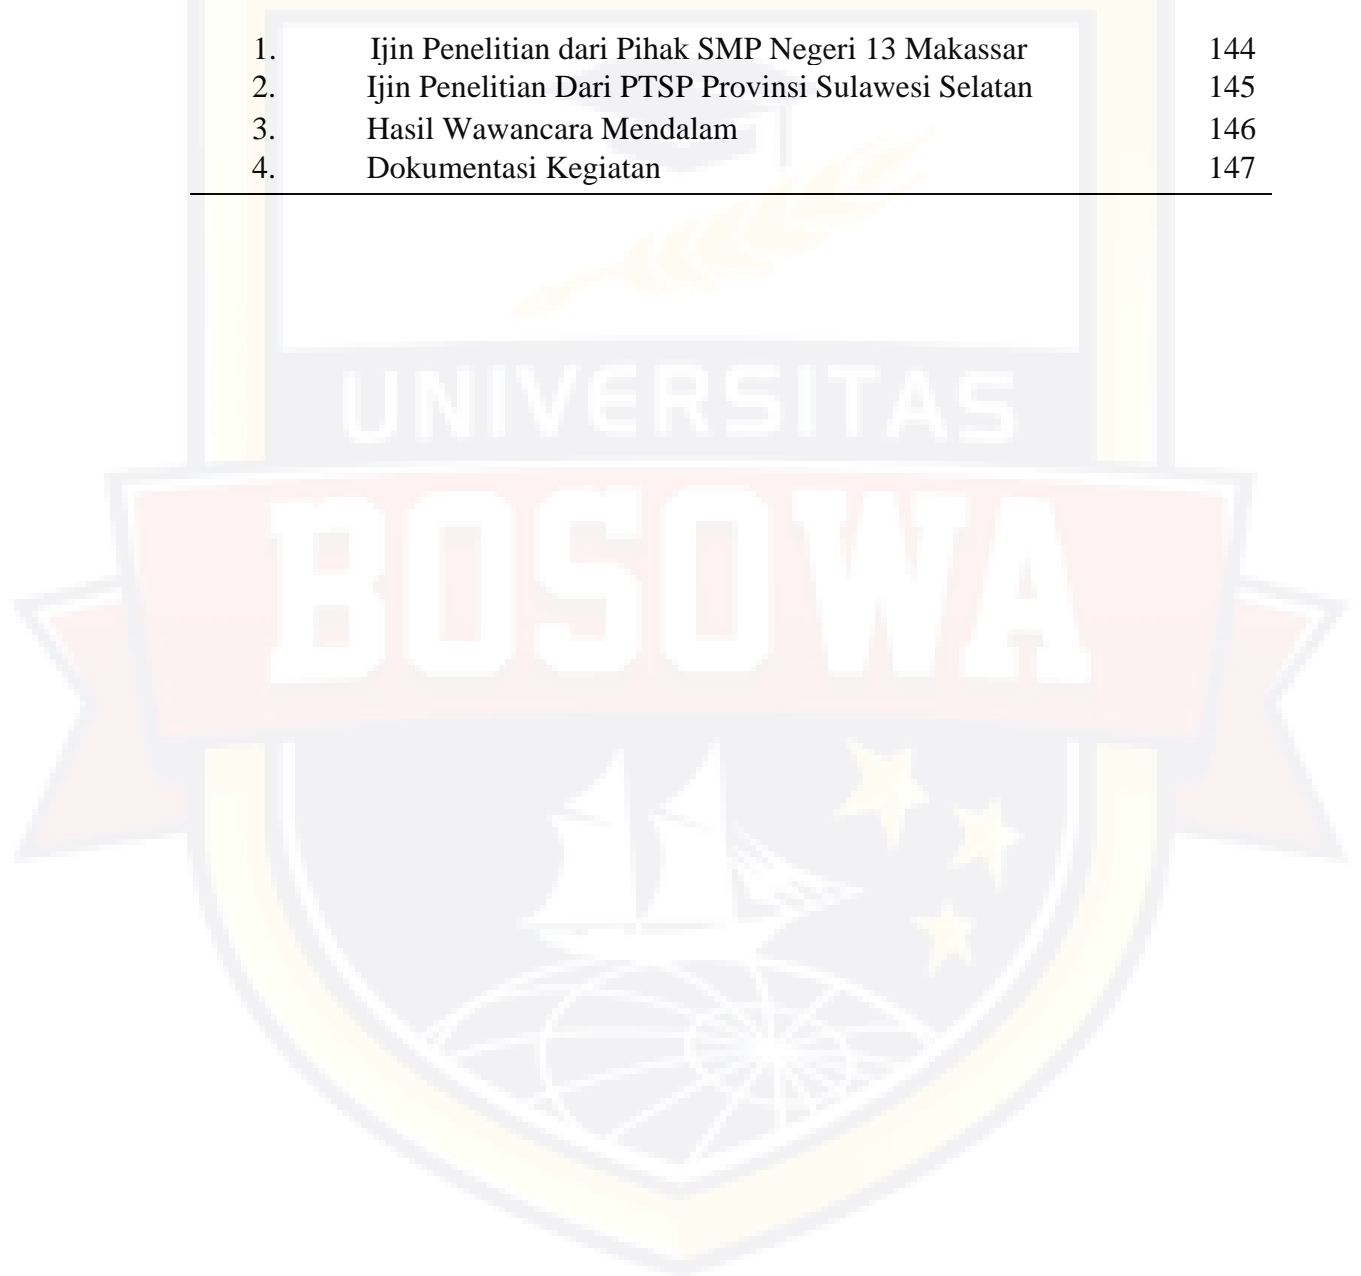 1. Ijin Penelitian dari Pihak SMP Negeri 13 Makassar 144
2. Ijin Penelitian Dari PTSP Provinsi Sulawesi Selatan 145
3. Hasil Wawancara Mendalam 146
4. Dokumentasi Kegiatan 147
UNIVERSITAS
BOSOWA